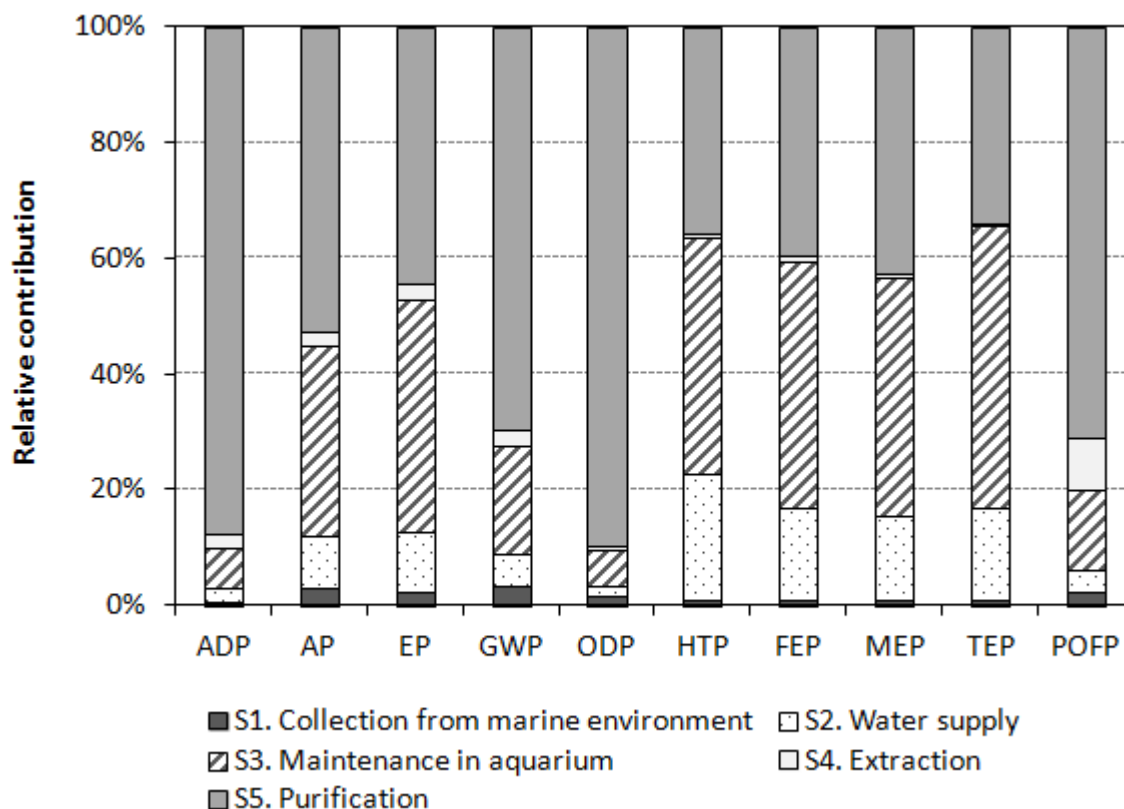 100%
80%
60%
40%
20%
0%
Relative contribution
ADP AP EP GWP ODP HTP FEP MEP TEP POFP
S1. Collection from marine environment S2. Water supply
S3. Maintenance in aquarium S4. Extraction
S5. Purification